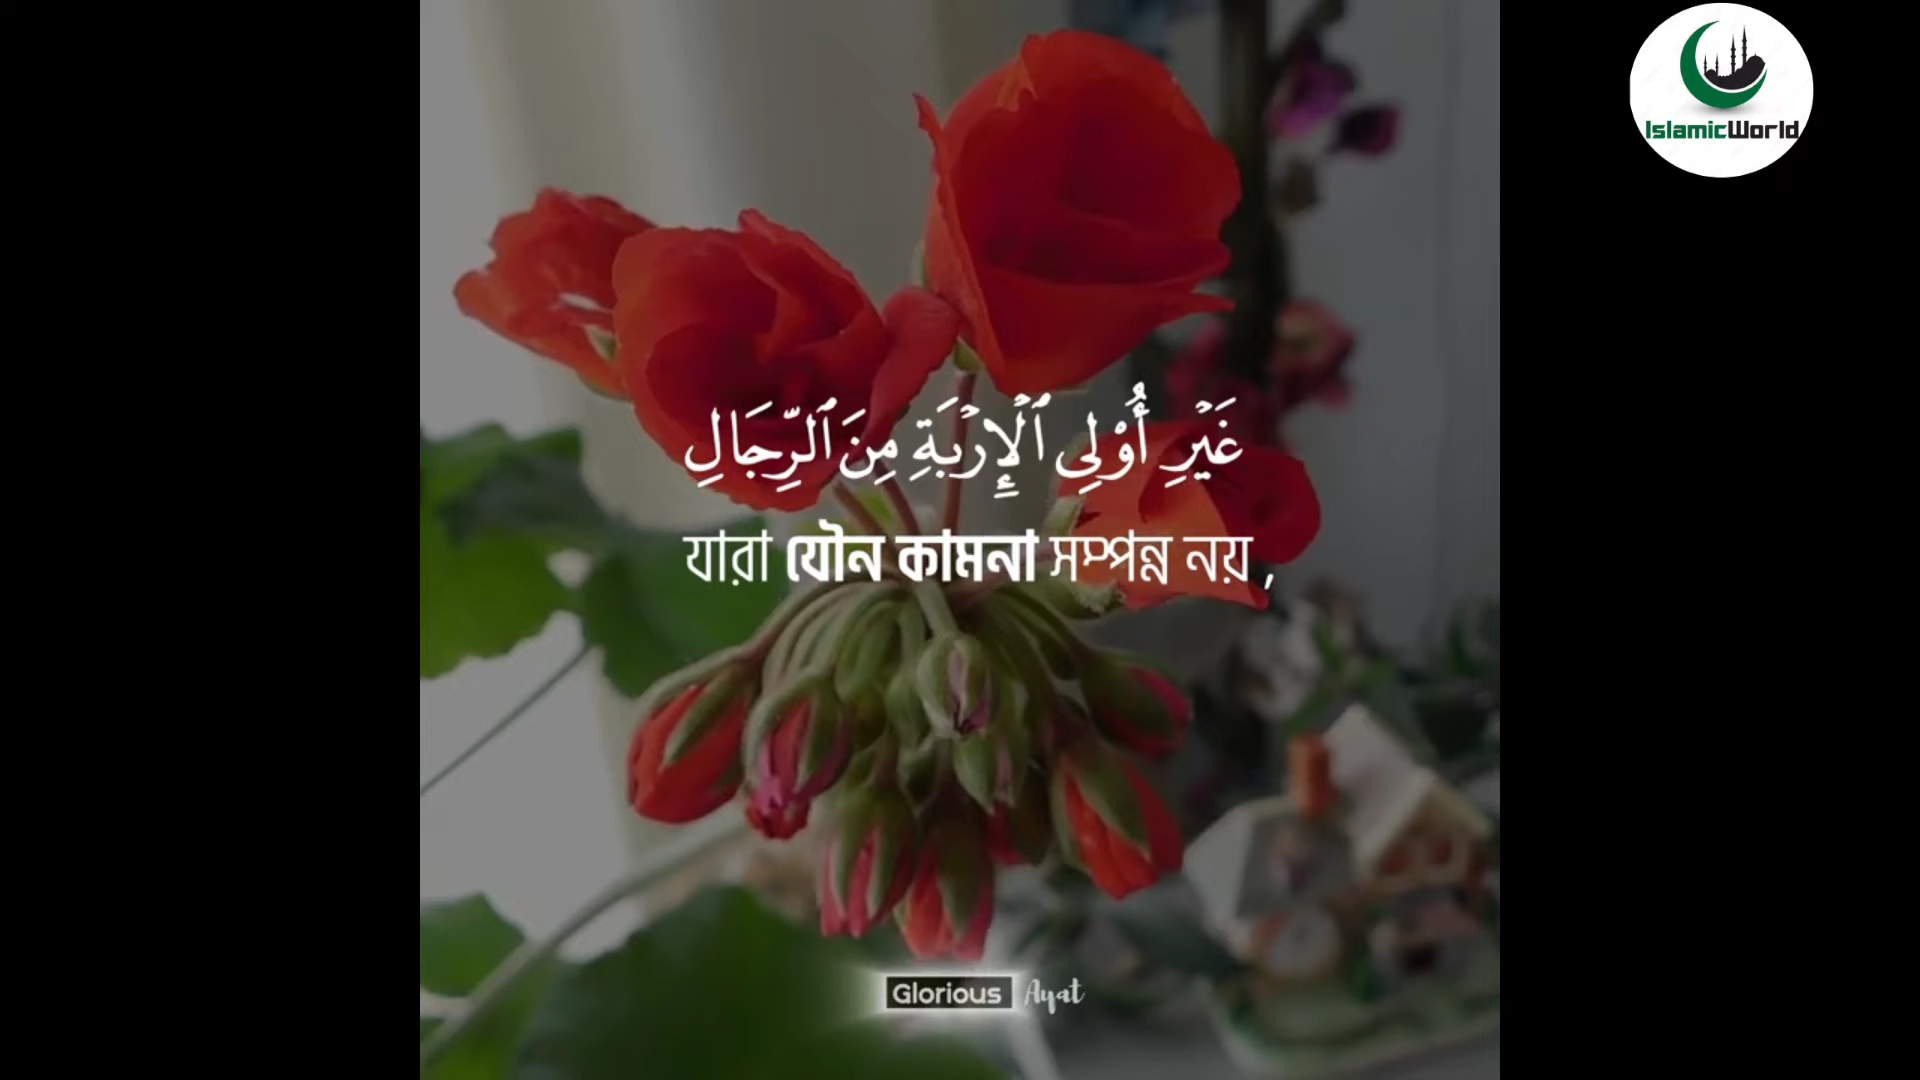 IslamicWorld
غَيْرِ أُوْلِى ٱلْإِرْبَةِ مِنَ ٱلرِّجَالِ
যারা যৌন কামনা সম্পন্ন নয় ,
Glorious Ayat